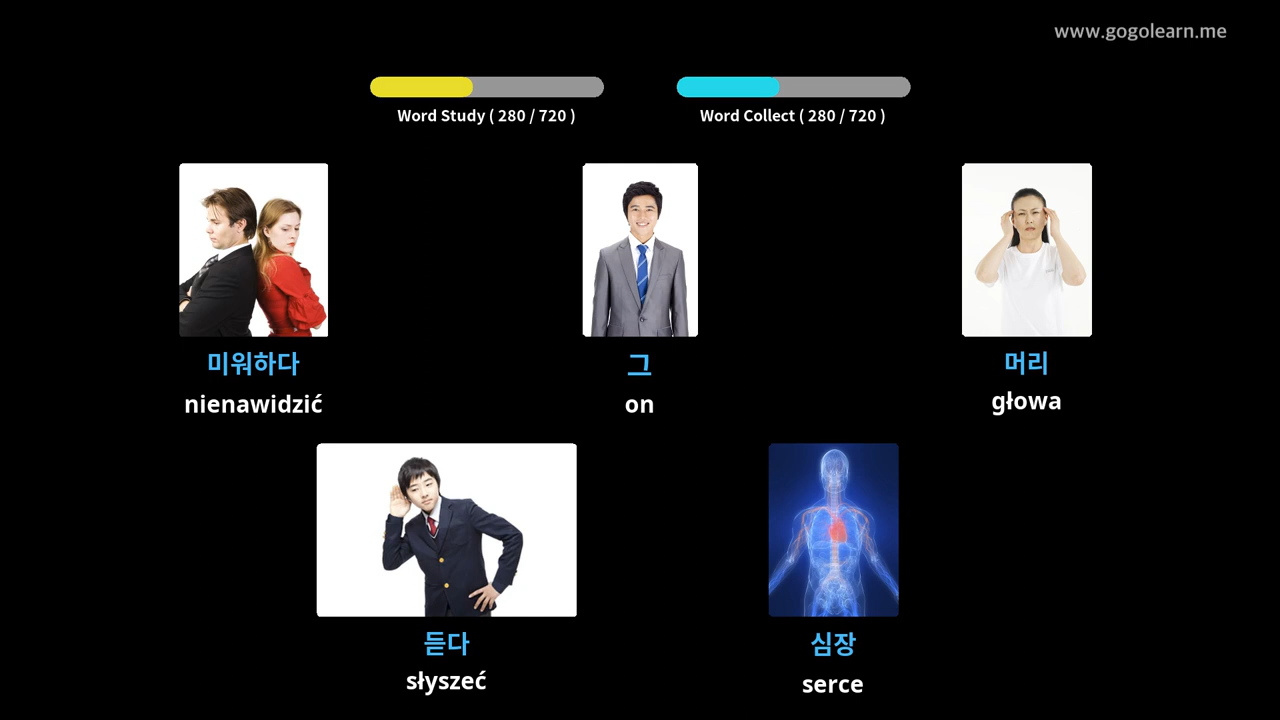 www.gogolearn.me
Word Study ( 280 / 720 )
Word Collect ( 280 / 720 )
미워하다
nienawidzić
그
on
머리
głowa
듣다
słyszeć
심장
serce